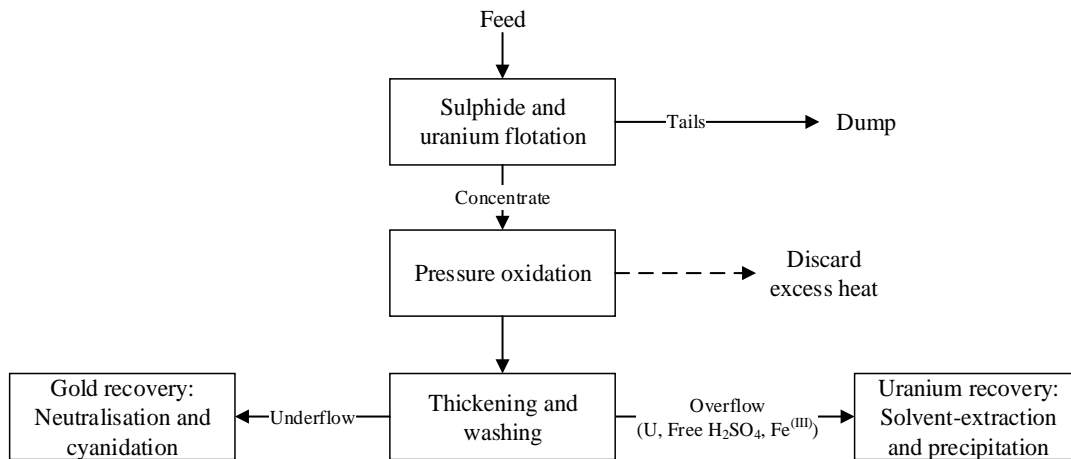 Feed
Sulphide and
uranium flotation
Tails
Dump
Concentrate
Pressure oxidation
Discard
excess heat
Gold recovery:
Neutralisation and
cyanidation
Underflow
Thickening and
washing
Overflow
(U, Free H₂SO₄, Fe⁽ᴵᴵᴵ⁾)
Uranium recovery:
Solvent-extraction
and precipitation